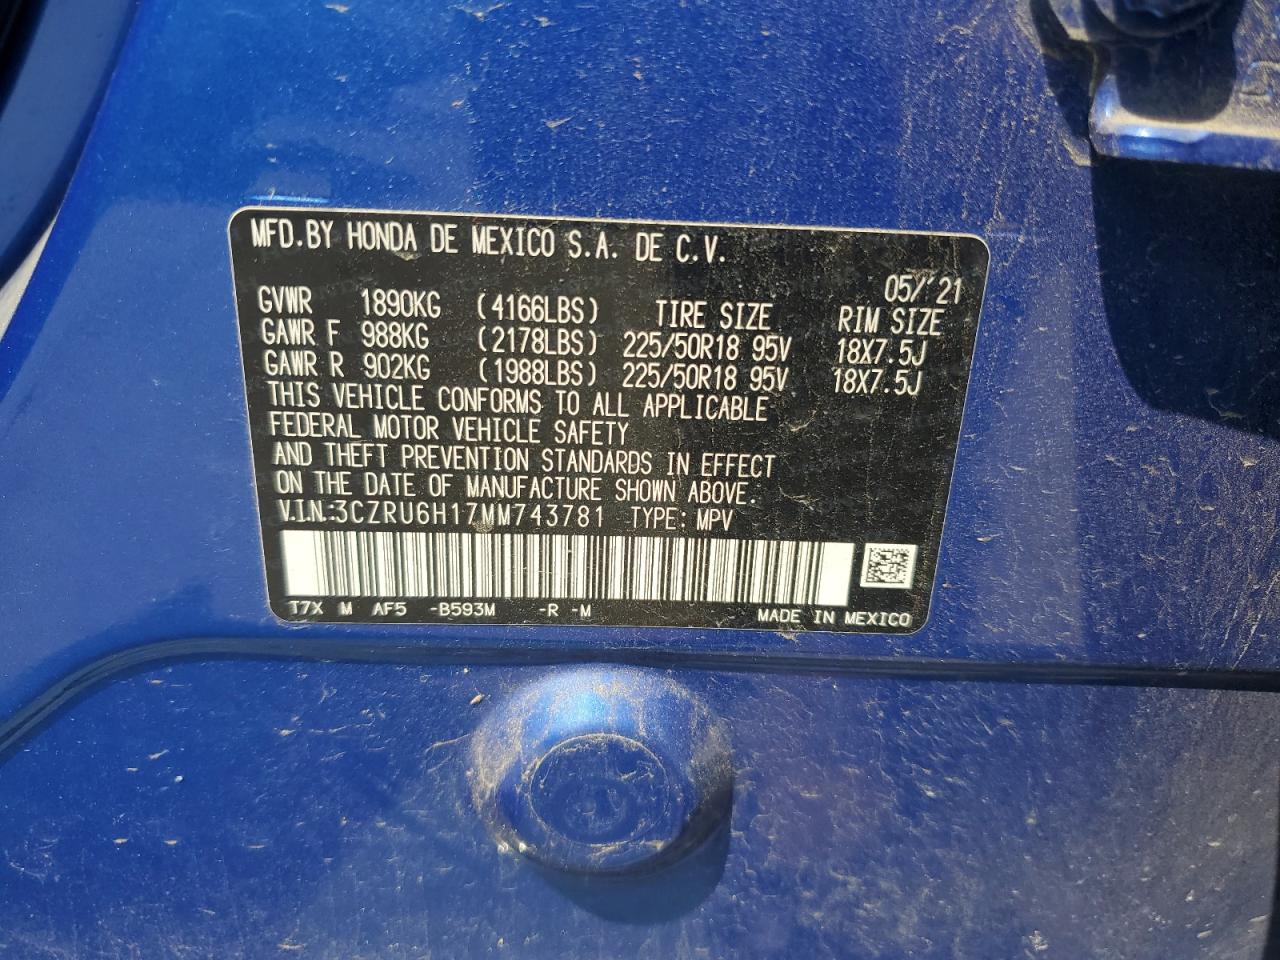 MFD.BY HONDA DE MEXICO S.A. DE C.V.
05/'21
GVWR 1890KG (4166LBS) TIRE SIZE RIM SIZE
GAWR F 988KG (2178LBS) 225/50R18 95V 18X7.5J
GAWR R 902KG (1988LBS) 225/50R18 95V 18X7.5J
THIS VEHICLE CONFORMS TO ALL APPLICABLE
FEDERAL MOTOR VEHICLE SAFETY
AND THEFT PREVENTION STANDARDS IN EFFECT
ON THE DATE OF MANUFACTURE SHOWN ABOVE.
V.I.N.:3CZRU6H17MM743781 TYPE: MPV
T7X M AF5 -B593M -R -M MADE IN MEXICO